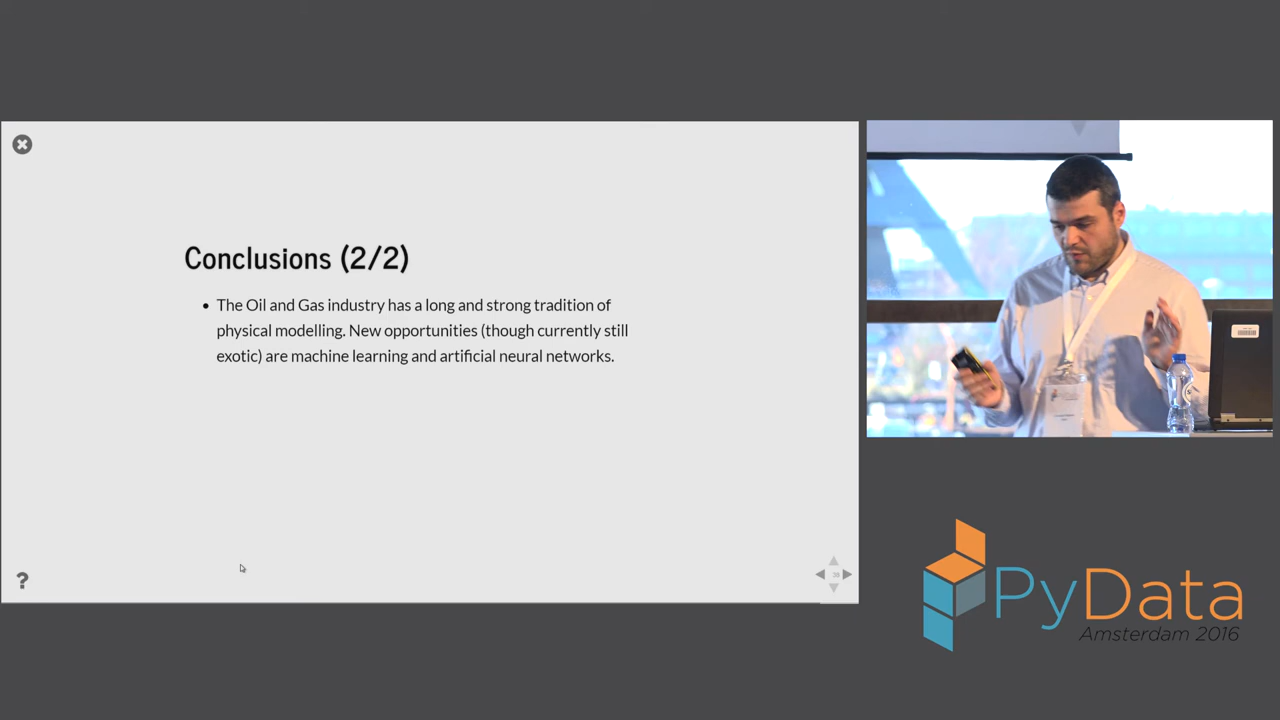 Conclusions (2/2)
• The Oil and Gas industry has a long and strong tradition of
physical modelling. New opportunities (though currently still
exotic) are machine learning and artificial neural networks.
?
PyData
Amsterdam 2016